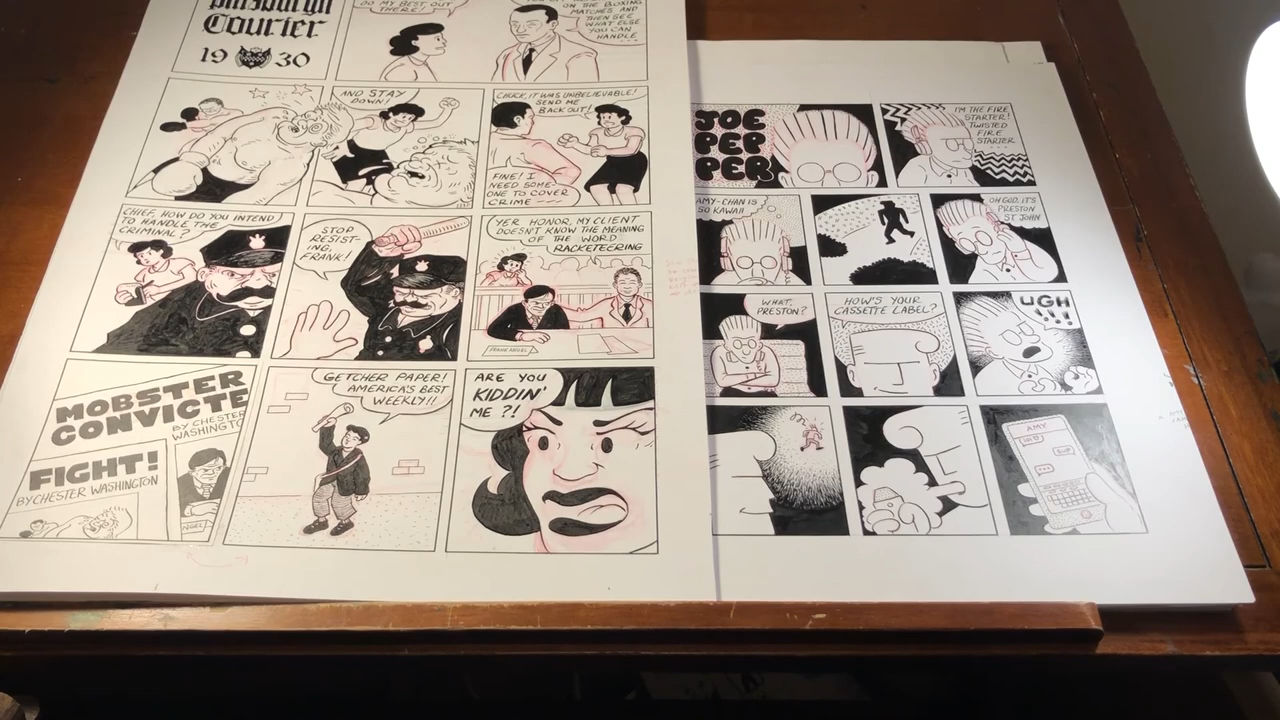 Pittsburgh
Courier
19 30
DO MY BEST OUT
THERE!
ON THE BOXING
MATCHES AND
THEN SEE
WHAT ELSE
YOU CAN
HANDLE
...
AND STAY
DOWN!
CHUCK, IT WAS UNBELIEVABLE!
SEND ME
BACK OUT!
FINE! I
NEED SOME-
ONE TO COVER
CRIME
CHIEF, HOW DO YOU INTEND
TO HANDLE THE
CRIMINAL?
STOP
RESIST-
ING,
FRANK!
YER HONOR, MY CLIENT
DOESN'T KNOW THE MEANING
OF THE WORD
RACKETEERING
FRANK NAGEL
MOBSTER
CONVICTE
BY CHESTER
WASHINGTO
FIGHT!
BY CHESTER WASHINGTON
NAGEL
GETCHER PAPER!
AMERICA'S BEST
WEEKLY!!
ARE YOU
KIDDIN'
ME?!
JOE
PEP
PER
I'M THE FIRE
STARTER!
TWISTED
FIRE
STARTER
...
AMY-CHAN IS
SO KAWAII
OH GOD, IT'S
PRESTON
ST JOHN
WHAT,
PRESTON?
HOW'S YOUR
CASSETTE LABEL?
UGH
!!!
AMY
SUP
...